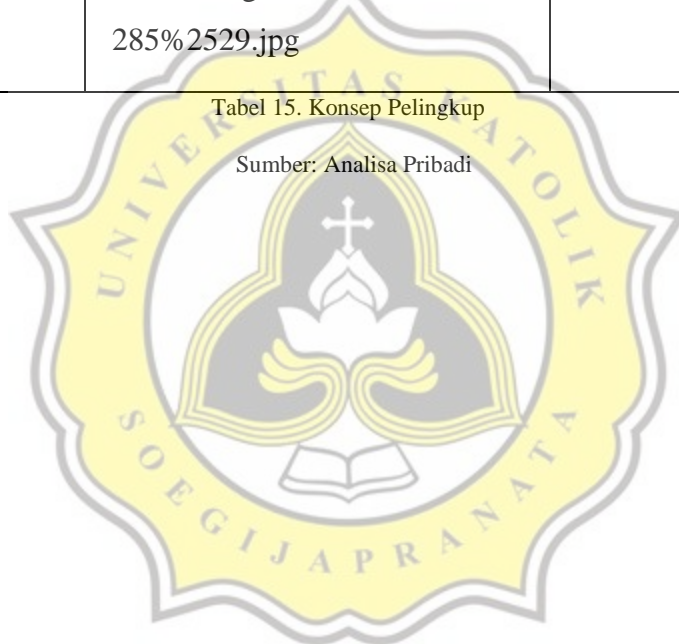 285%2529.jpg
Tabel 15. Konsep Pelingkup
Sumber: Analisa Pribadi
UNIVERSITAS KATOLIK
SOEGIJAPRANATA